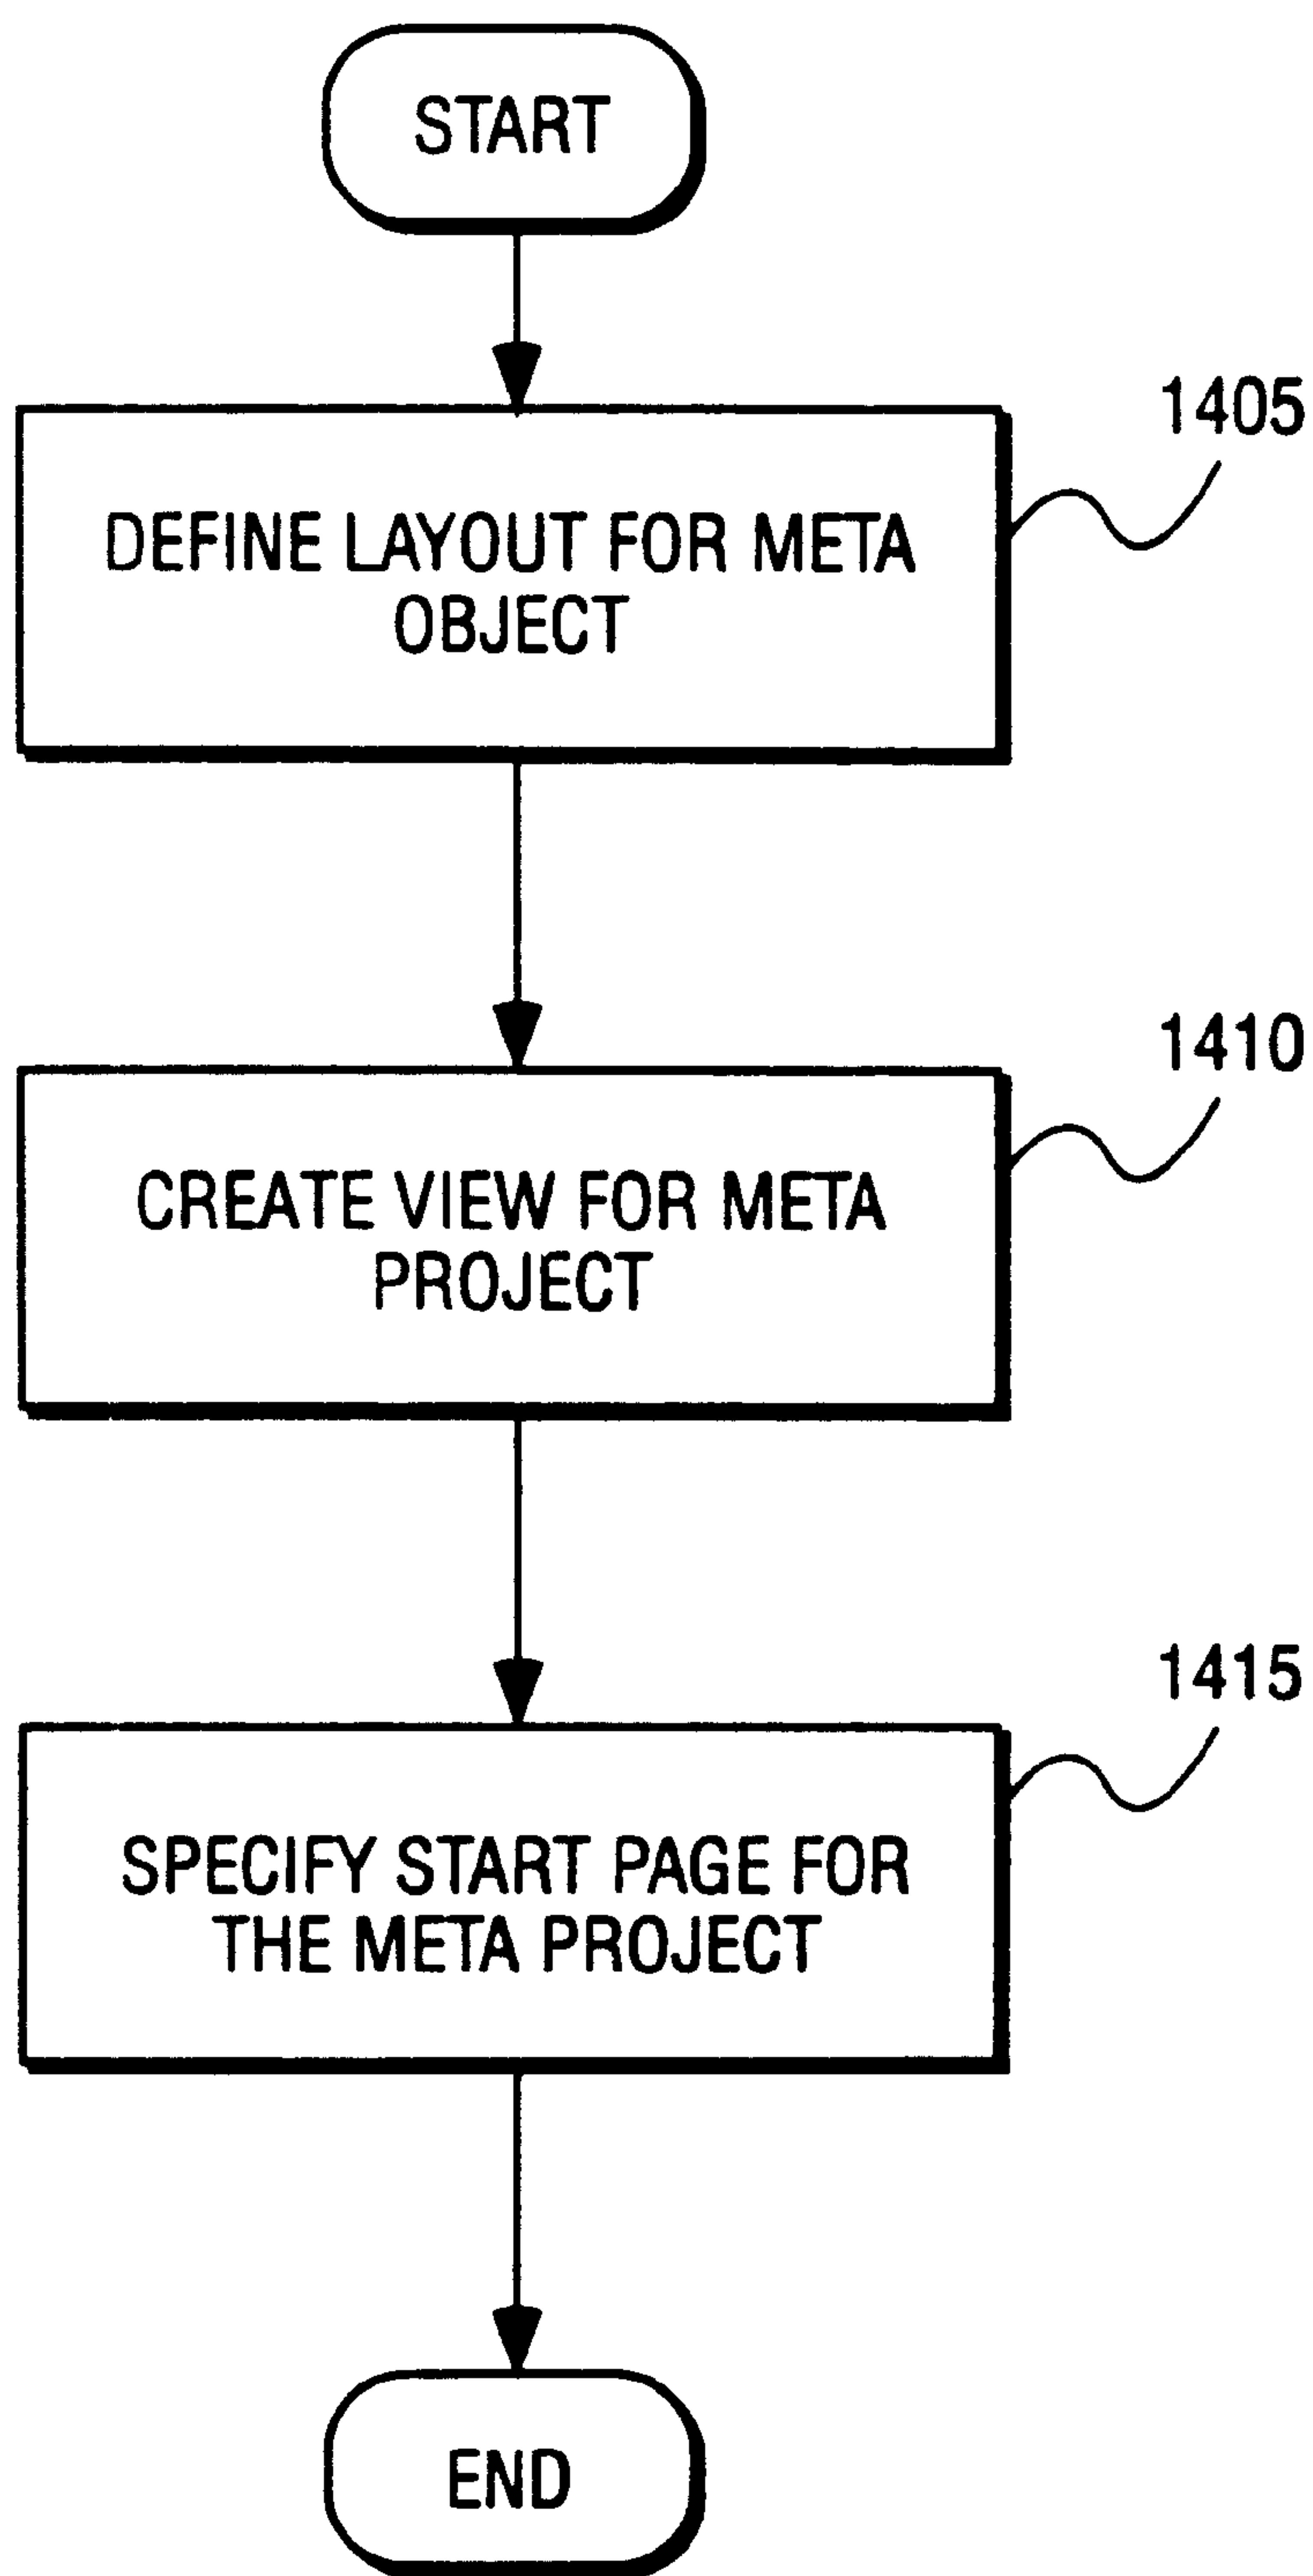 START
1405
DEFINE LAYOUT FOR META
OBJECT
1410
CREATE VIEW FOR META
PROJECT
1415
SPECIFY START PAGE FOR
THE META PROJECT
END